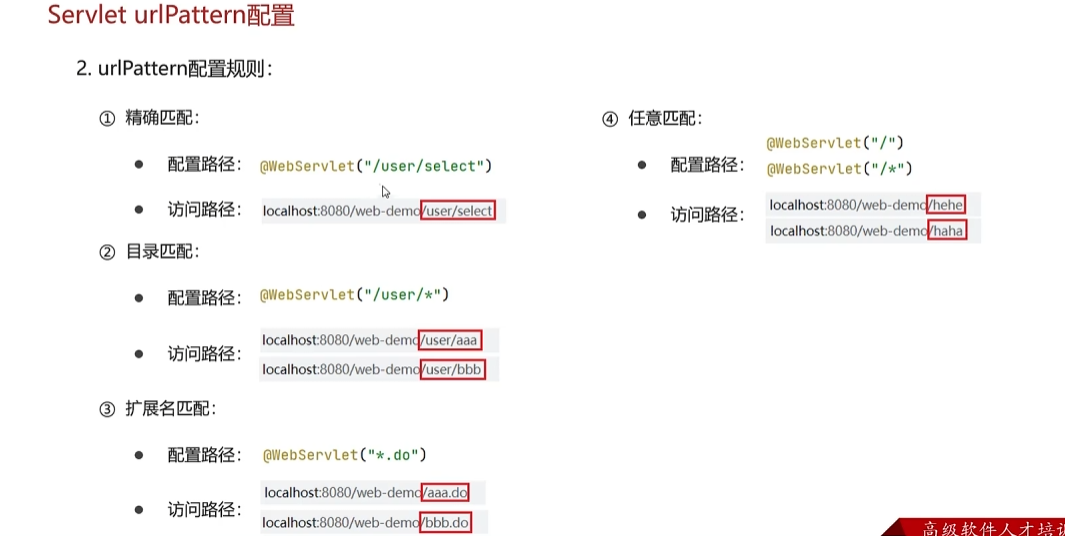 Servlet urlPattern配置
2. urlPattern配置规则：
① 精确匹配：
● 配置路径： @WebServlet("/user/select")
● 访问路径： localhost:8080/web-demo/user/select
② 目录匹配：
● 配置路径： @WebServlet("/user/*")
● 访问路径：
localhost:8080/web-demo/user/aaa
localhost:8080/web-demo/user/bbb
③ 扩展名匹配：
● 配置路径： @WebServlet("*.do")
● 访问路径：
localhost:8080/web-demo/aaa.do
localhost:8080/web-demo/bbb.do
④ 任意匹配：
● 配置路径：
@WebServlet("/")
@WebServlet("/*")
● 访问路径：
localhost:8080/web-demo/hehe
localhost:8080/web-demo/haha
高级软件人才培训